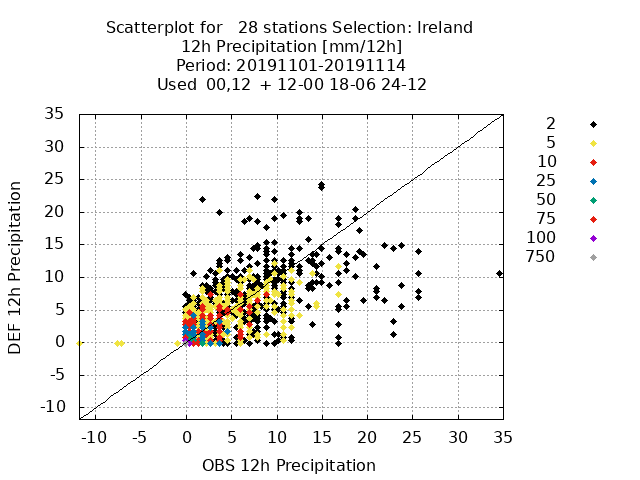 Scatterplot for 28 stations Selection: Ireland
12h Precipitation [mm/12h]
Period: 20191101-20191114
Used 00,12 + 12-00 18-06 24-12
35
30
25
20
15
10
5
0
-5
-10
DEF 12h Precipitation
-10 -5 0 5 10 15 20 25 30 35
OBS 12h Precipitation
2
5
10
25
50
75
100
750